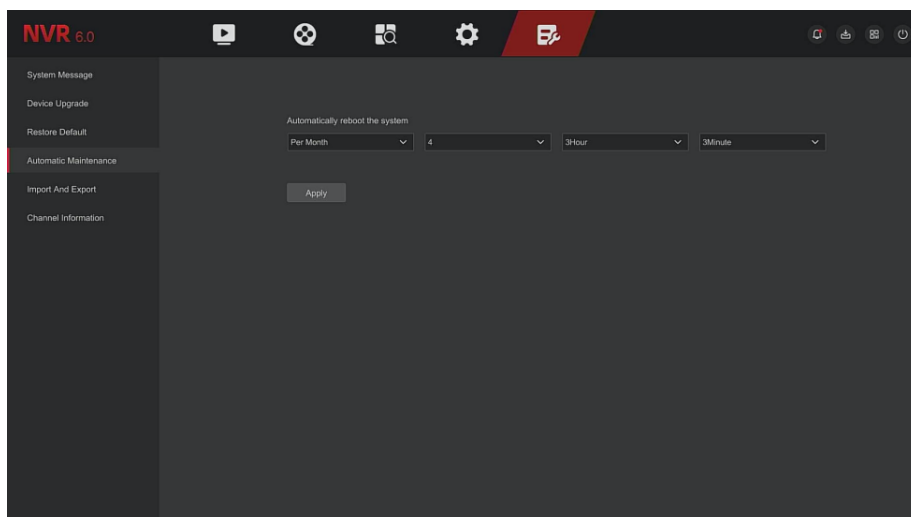 NVR 6.0
System Message
Device Upgrade
Restore Default
Automatic Maintenance
Import And Export
Channel Information
Automatically reboot the system
Per Month 4 3Hour 3Minute
Apply